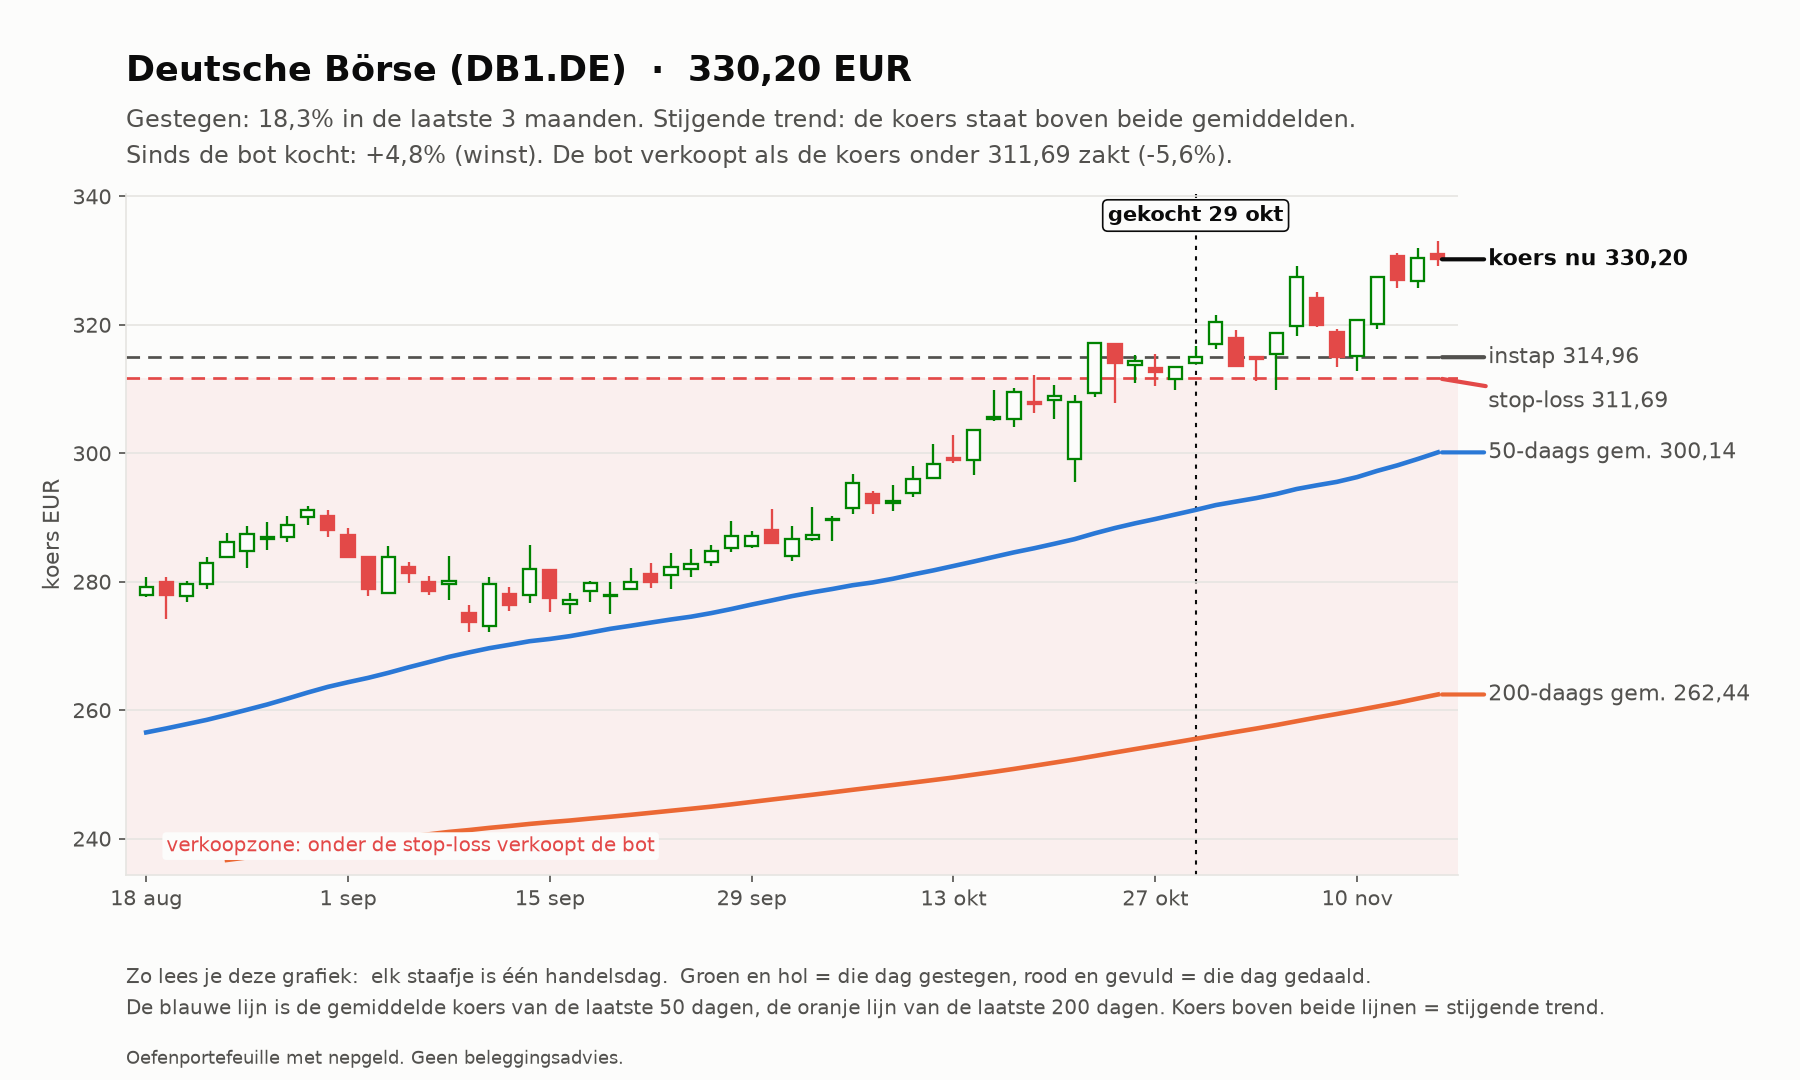 Deutsche Börse (DB1.DE)  ·  330,20 EUR
Gestegen: 18,3% in de laatste 3 maanden. Stijgende trend: de koers staat boven beide gemiddelden.
Sinds de bot kocht: +4,8% (winst). De bot verkoopt als de koers onder 311,69 zakt (-5,6%).
340
320
300
280
260
240
koers EUR
gekocht 29 okt
koers nu 330,20
instap 314,96
stop-loss 311,69
50-daags gem. 300,14
200-daags gem. 262,44
verkoopzone: onder de stop-loss verkoopt de bot
18 aug
1 sep
15 sep
29 sep
13 okt
27 okt
10 nov
Zo lees je deze grafiek:  elk staafje is één handelsdag.  Groen en hol = die dag gestegen, rood en gevuld = die dag gedaald.
De blauwe lijn is de gemiddelde koers van de laatste 50 dagen, de oranje lijn van de laatste 200 dagen. Koers boven beide lijnen = stijgende trend.
Oefenportefeuille met nepgeld. Geen beleggingsadvies.